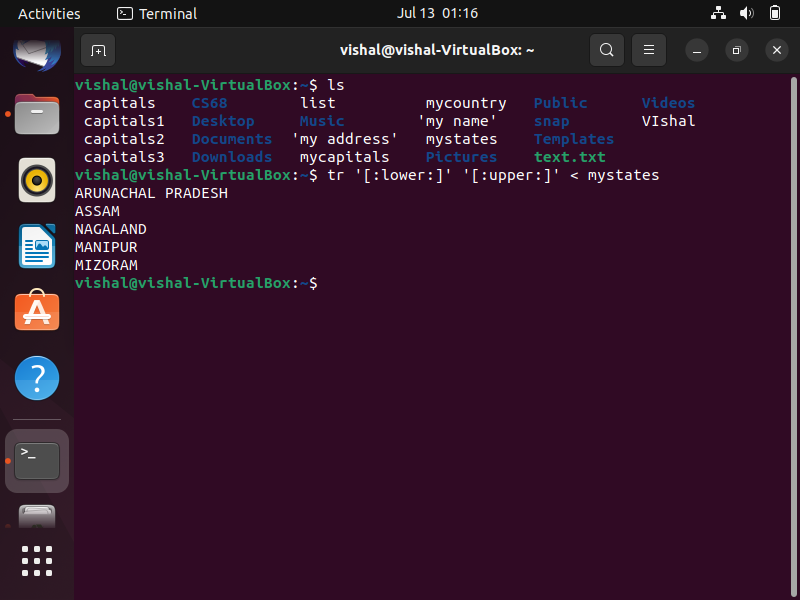 Activities Terminal Jul 13 01:16
vishal@vishal-VirtualBox: ~
vishal@vishal-VirtualBox:~$ ls
capitals CS68 list mycountry Public Videos
capitals1 Desktop Music 'my name' snap VIshal
capitals2 Documents 'my address' mystates Templates
capitals3 Downloads mycapitals Pictures text.txt
vishal@vishal-VirtualBox:~$ tr '[:lower:]' '[:upper:]' < mystates
ARUNACHAL PRADESH
ASSAM
NAGALAND
MANIPUR
MIZORAM
vishal@vishal-VirtualBox:~$